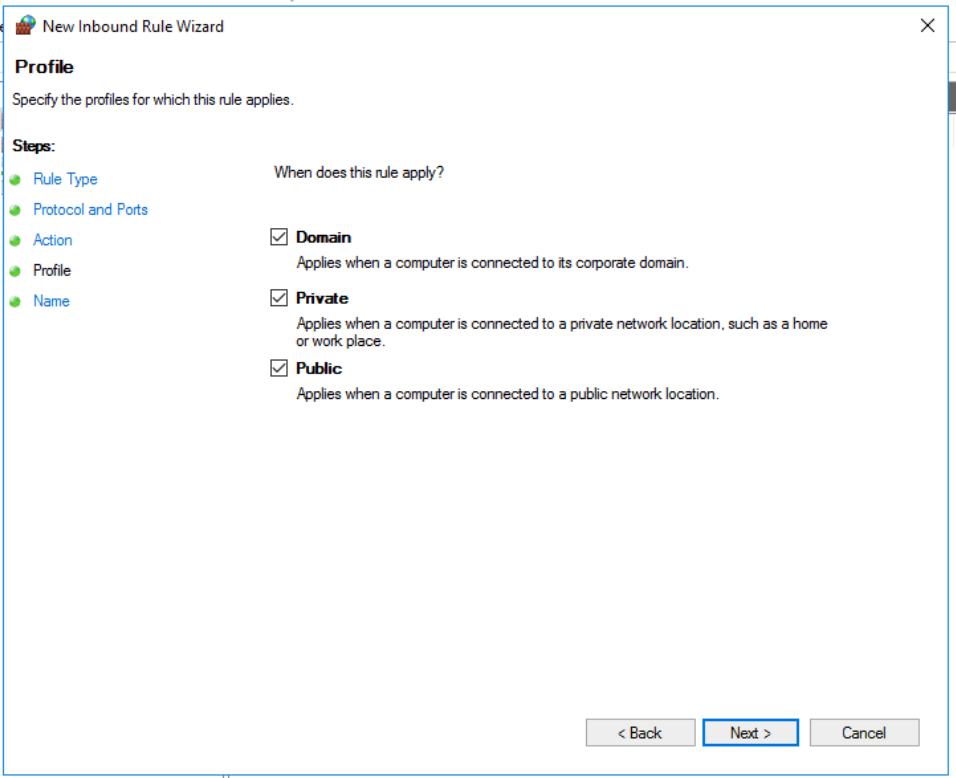 New Inbound Rule Wizard
Profile
Specify the profiles for which this rule applies.
Steps:
Rule Type
Protocol and Ports
Action
Profile
Name
When does this rule apply?
Domain
Applies when a computer is connected to its corporate domain.
Private
Applies when a computer is connected to a private network location, such as a home
or work place.
Public
Applies when a computer is connected to a public network location.
< Back
Next >
Cancel